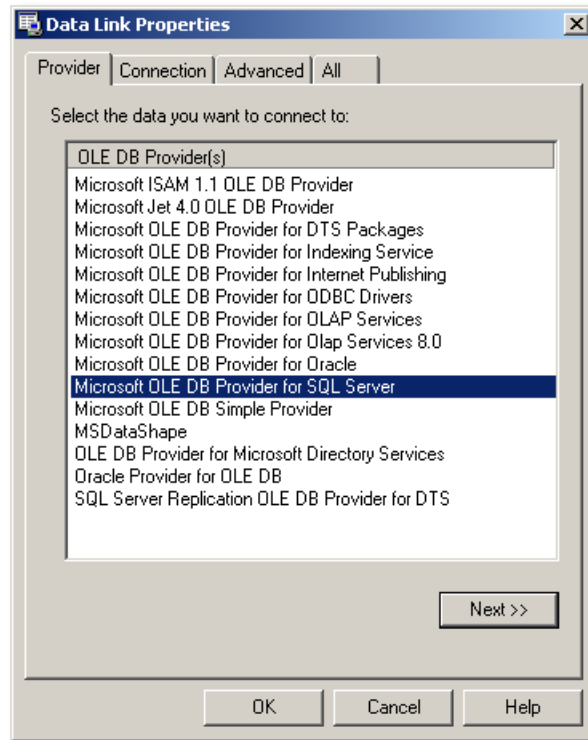 Data Link Properties
Provider Connection Advanced All
Select the data you want to connect to:
OLE DB Provider(s)
Microsoft ISAM 1.1 OLE DB Provider
Microsoft Jet 4.0 OLE DB Provider
Microsoft OLE DB Provider for DTS Packages
Microsoft OLE DB Provider for Indexing Service
Microsoft OLE DB Provider for Internet Publishing
Microsoft OLE DB Provider for ODBC Drivers
Microsoft OLE DB Provider for OLAP Services
Microsoft OLE DB Provider for Olap Services 8.0
Microsoft OLE DB Provider for Oracle
Microsoft OLE DB Provider for SQL Server
Microsoft OLE DB Simple Provider
MSDataShape
OLE DB Provider for Microsoft Directory Services
Oracle Provider for OLE DB
SQL Server Replication OLE DB Provider for DTS
Next >>
OK Cancel Help